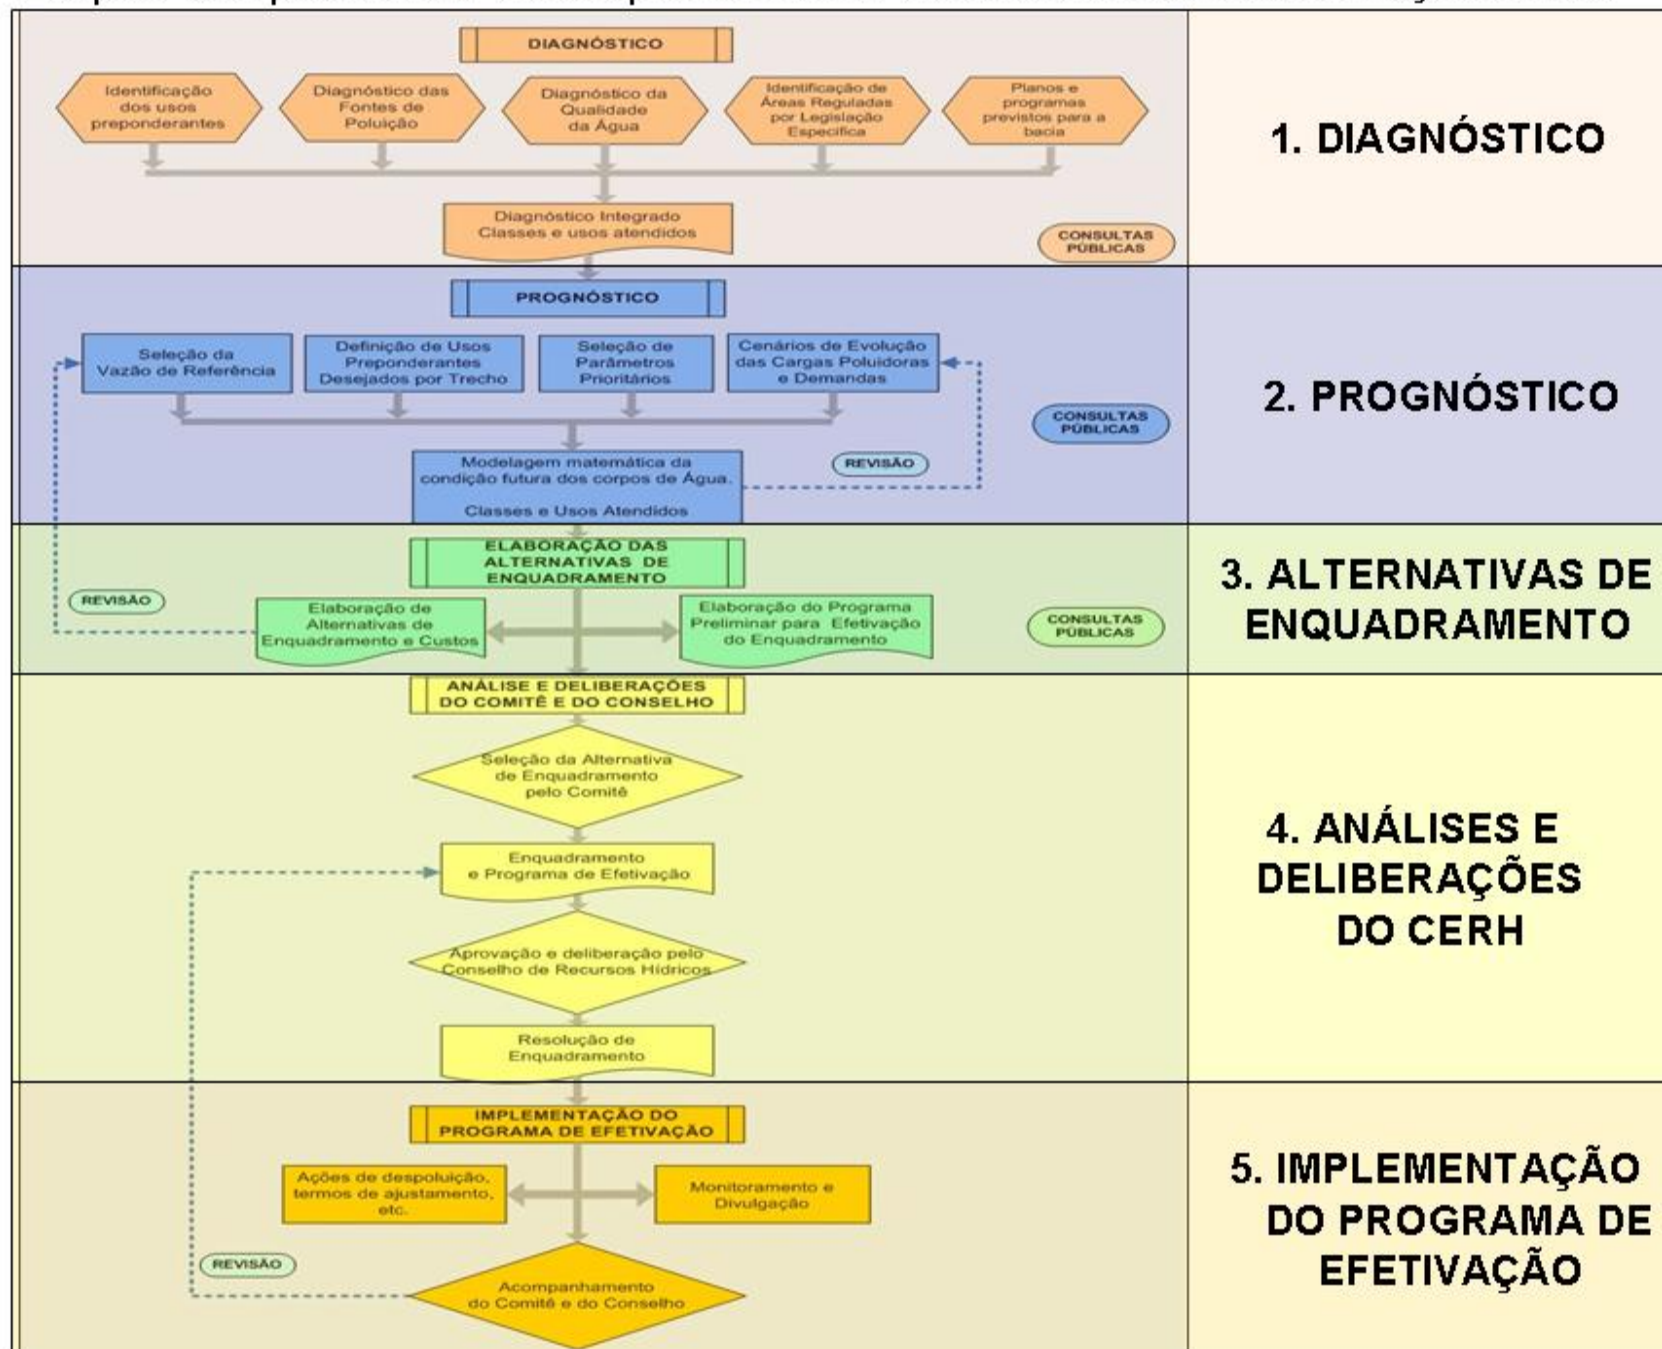 DIAGNÓSTICO
Identificação
dos usos
preponderantes
Diagnóstico das
Fontes de
Poluição
Diagnóstico da
Qualidade
da Água
Identificação de
Áreas Reguladas
por Legislação
Especifica
Planos e
programas
previstos para a
bacia
1. DIAGNÓSTICO
Diagnóstico Integrado
Classes e usos atendidos
CONSULTAS
PÚBLICAS
PROGNÓSTICO
Seleção da
Vazão de Referência
Definição de Usos
Preponderantes
Desejados por Trecho
Seleção de
Parâmetros
Prioritários
Cenários de Evolução
das Cargas Poluidoras
e Demandas
2. PROGNÓSTICO
CONSULTAS
PÚBLICAS
Modelagem matemática da
condição futura dos corpos de Água.
Classes e Usos Atendidos
REVISÃO
ELABORAÇÃO DAS
ALTERNATIVAS DE
ENQUADRAMENTO
REVISÃO
Elaboração de
Alternativas de
Enquadramento e Custos
Elaboração do Programa
Preliminar para Efetivação
do Enquadramento
CONSULTAS
PÚBLICAS
3. ALTERNATIVAS DE
ENQUADRAMENTO
ANÁLISE E DELIBERAÇÕES
DO COMITÊ E DO CONSELHO
Seleção da Alternativa
de Enquadramento
pelo Comitê
Enquadramento
e Programa de Efetivação
Aprovação e deliberação pelo
Conselho de Recursos Hídricos
Resolução de
Enquadramento
4. ANÁLISES E
DELIBERAÇÕES
DO CERH
IMPLEMENTAÇÃO DO
PROGRAMA DE EFETIVAÇÃO
Ações de despoluição,
termos de ajustamento,
etc.
Monitoramento e
Divulgação
REVISÃO
Acompanhamento
do Comitê e do Conselho
5. IMPLEMENTAÇÃO
DO PROGRAMA DE
EFETIVAÇÃO